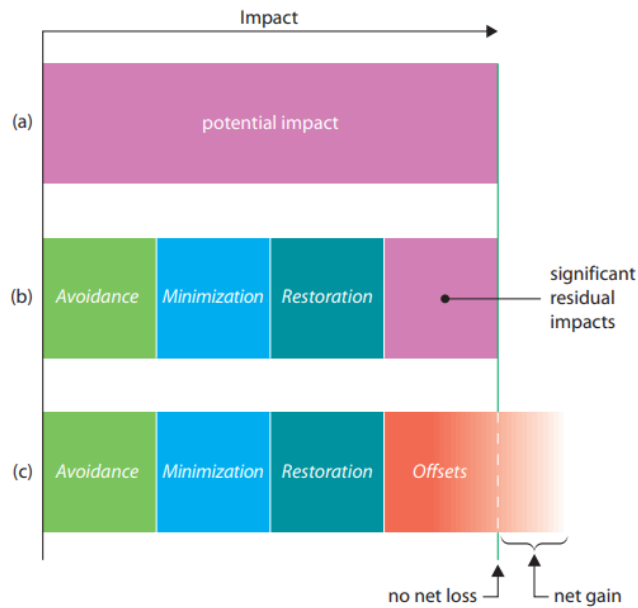 Impact
(a)
potential impact
(b)
Avoidance
Minimization
Restoration
significant
residual
impacts
(c)
Avoidance
Minimization
Restoration
Offsets
no net loss
net gain